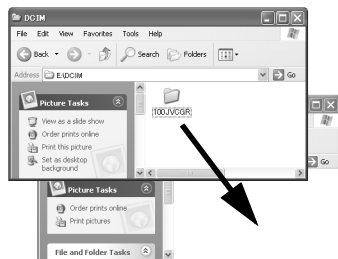 DCIM
File Edit View Favorites Tools Help
Back Search Folders
Address E:\DCIM Go
Picture Tasks
View as a slide show
Order prints online
Print this picture
Set as desktop
background
100JVCGR
Go
Picture Tasks
Order prints online
Print pictures
File and Folder Tasks